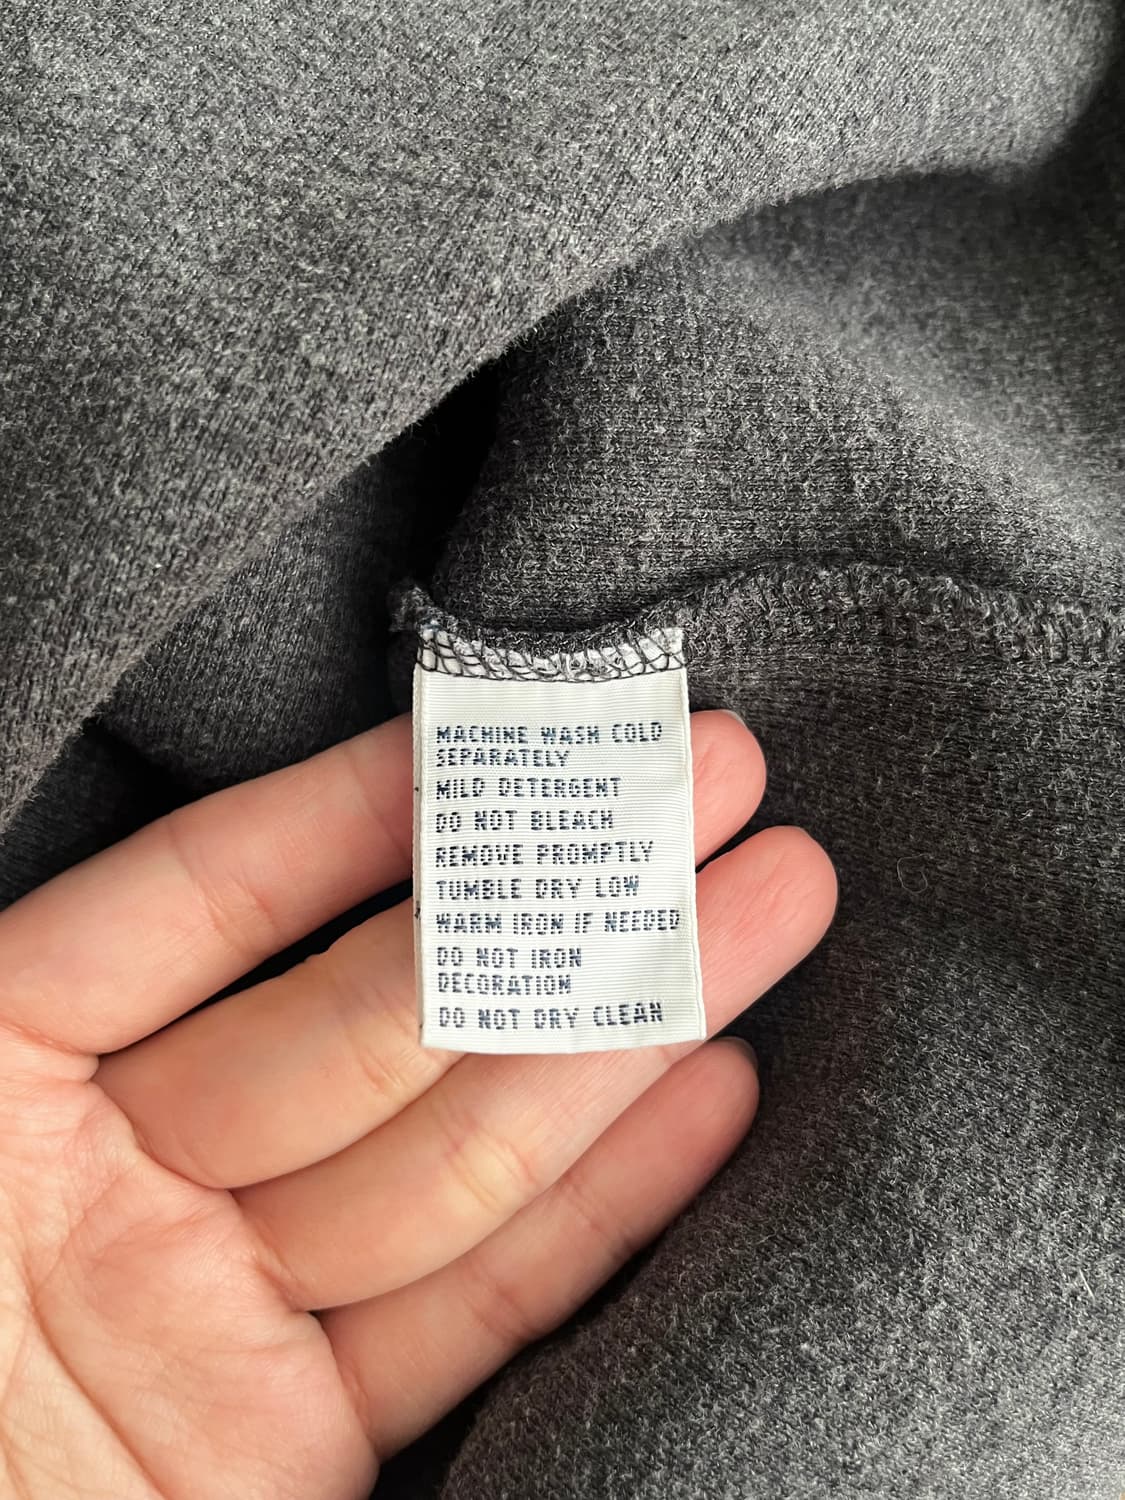 MACHINE WASH COLD
SEPARATELY
MILD DETERGENT
DO NOT BLEACH
REMOVE PROMPTLY
TUMBLE DRY LOW
WARM IRON IF NEEDED
DO NOT IRON
DECORATION
DO NOT DRY CLEAN